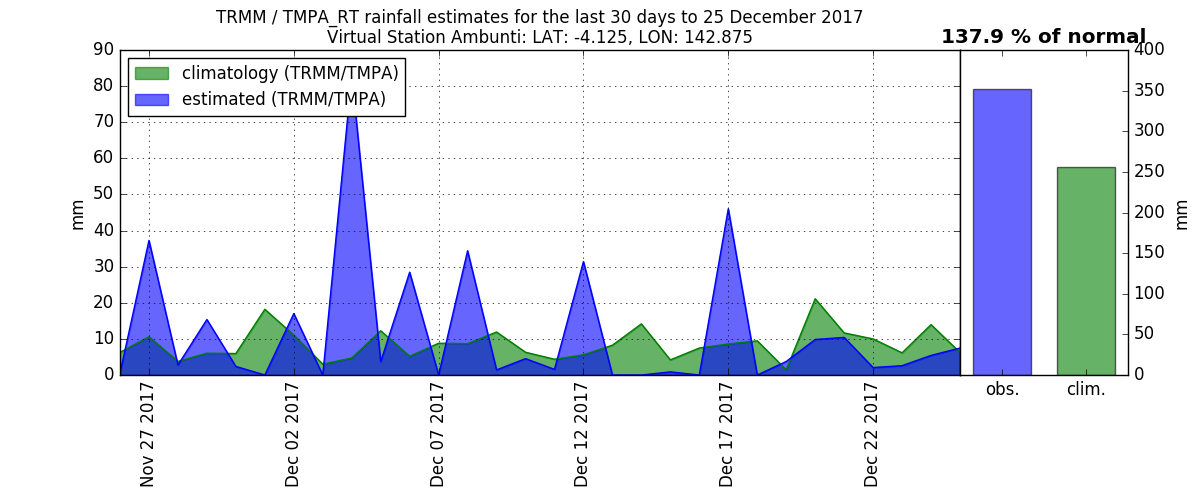 TRMM / TMPA_RT rainfall estimates for the last 30 days to 25 December 2017
Virtual Station Ambunti: LAT: -4.125, LON: 142.875
137.9 % of normal
climatology (TRMM/TMPA)
estimated (TRMM/TMPA)
90
80
70
60
50
40
30
20
10
0
mm
Nov 27 2017
Dec 02 2017
Dec 07 2017
Dec 12 2017
Dec 17 2017
Dec 22 2017
400
350
300
250
200
150
100
50
0
mm
obs.
clim.